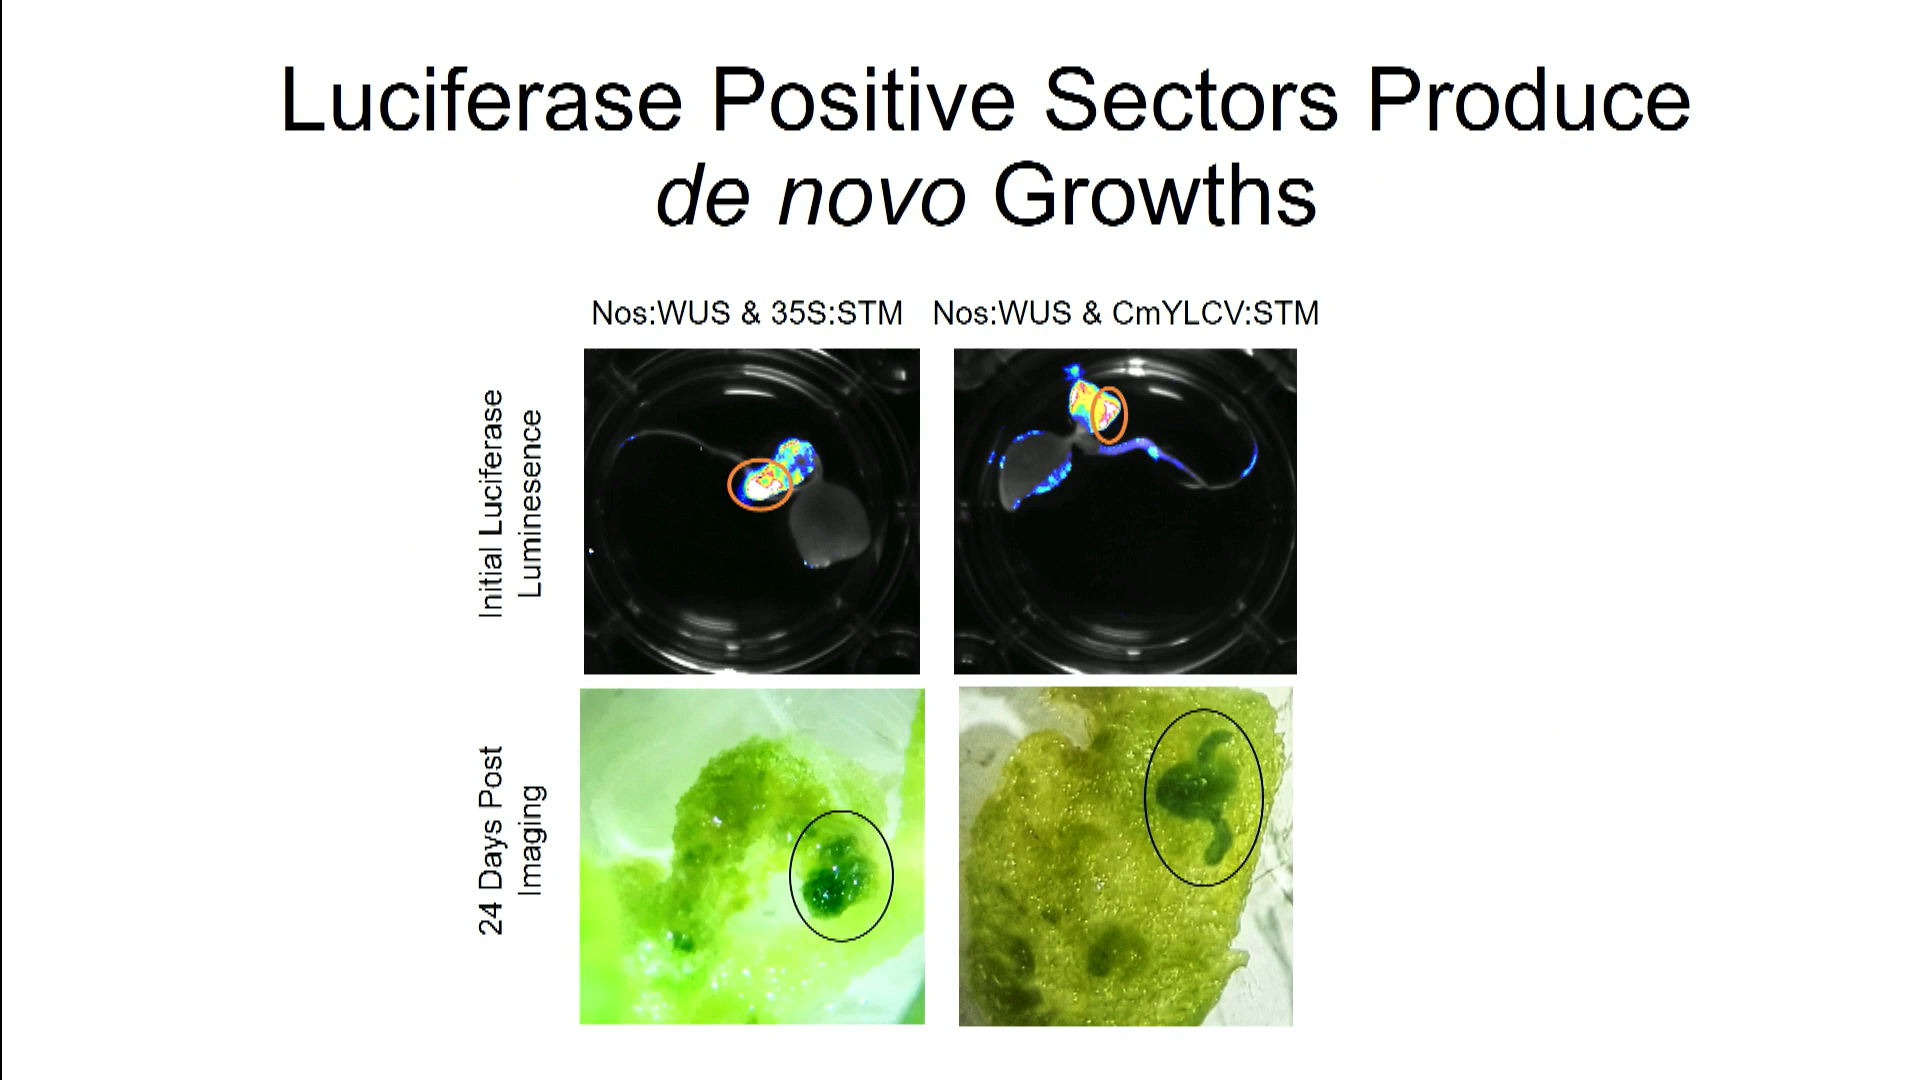 Luciferase Positive Sectors Produce
de novo Growths
Nos:WUS & 35S:STM
Nos:WUS & CmYLCV:STM
Initial Luciferase
Luminesence
24 Days Post
Imaging